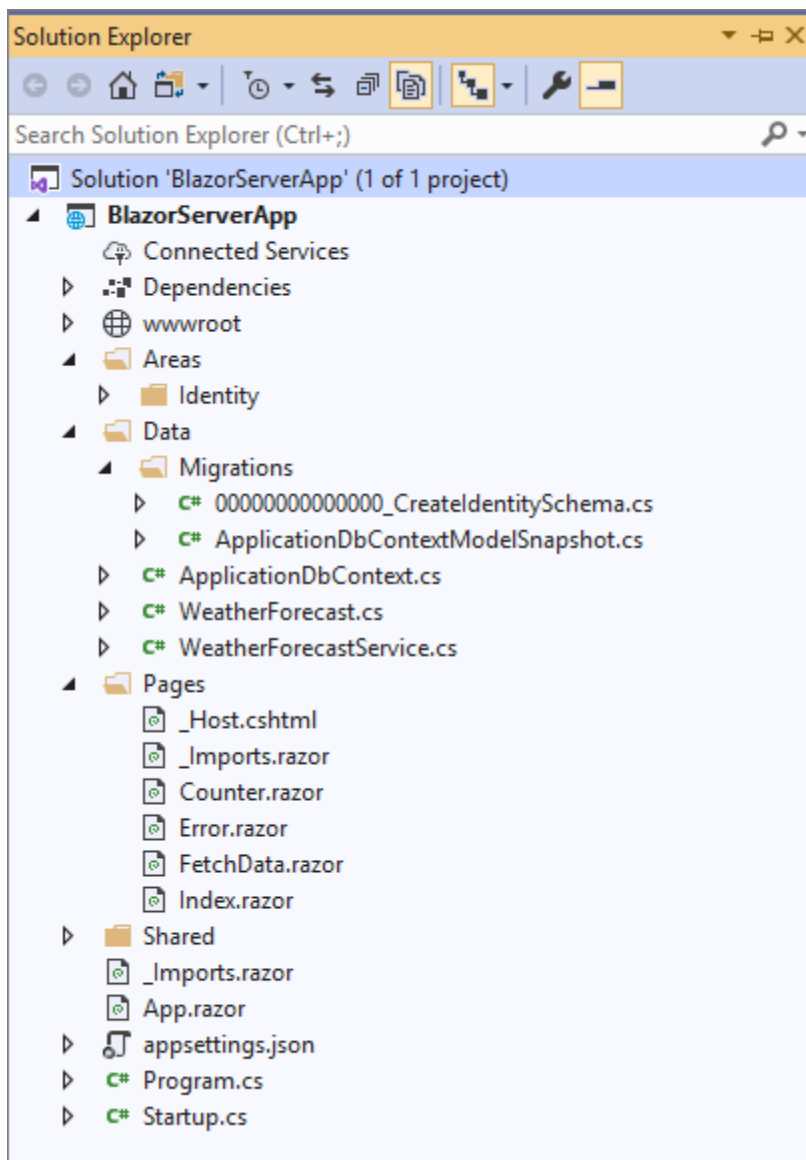 Solution Explorer
Search Solution Explorer (Ctrl+;)
Solution 'BlazorServerApp' (1 of 1 project)
BlazorServerApp
Connected Services
Dependencies
wwwroot
Areas
Identity
Data
Migrations
C# 00000000000000_CreateIdentitySchema.cs
C# ApplicationDbContextModelSnapshot.cs
C# ApplicationDbContext.cs
C# WeatherForecast.cs
C# WeatherForecastService.cs
Pages
_Host.cshtml
_Imports.razor
Counter.razor
Error.razor
FetchData.razor
Index.razor
Shared
_Imports.razor
App.razor
appsettings.json
C# Program.cs
C# Startup.cs